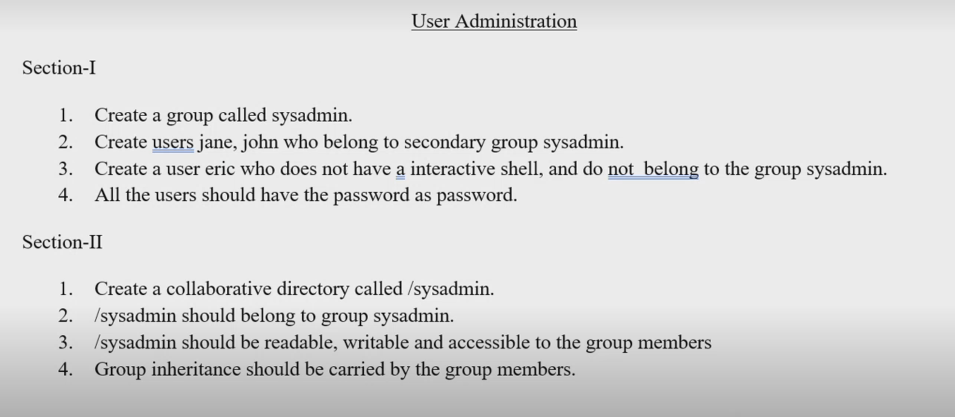 User Administration
Section-I
1. Create a group called sysadmin.
2. Create users jane, john who belong to secondary group sysadmin.
3. Create a user eric who does not have a interactive shell, and do not belong to the group sysadmin.
4. All the users should have the password as password.
Section-II
1. Create a collaborative directory called /sysadmin.
2. /sysadmin should belong to group sysadmin.
3. /sysadmin should be readable, writable and accessible to the group members
4. Group inheritance should be carried by the group members.